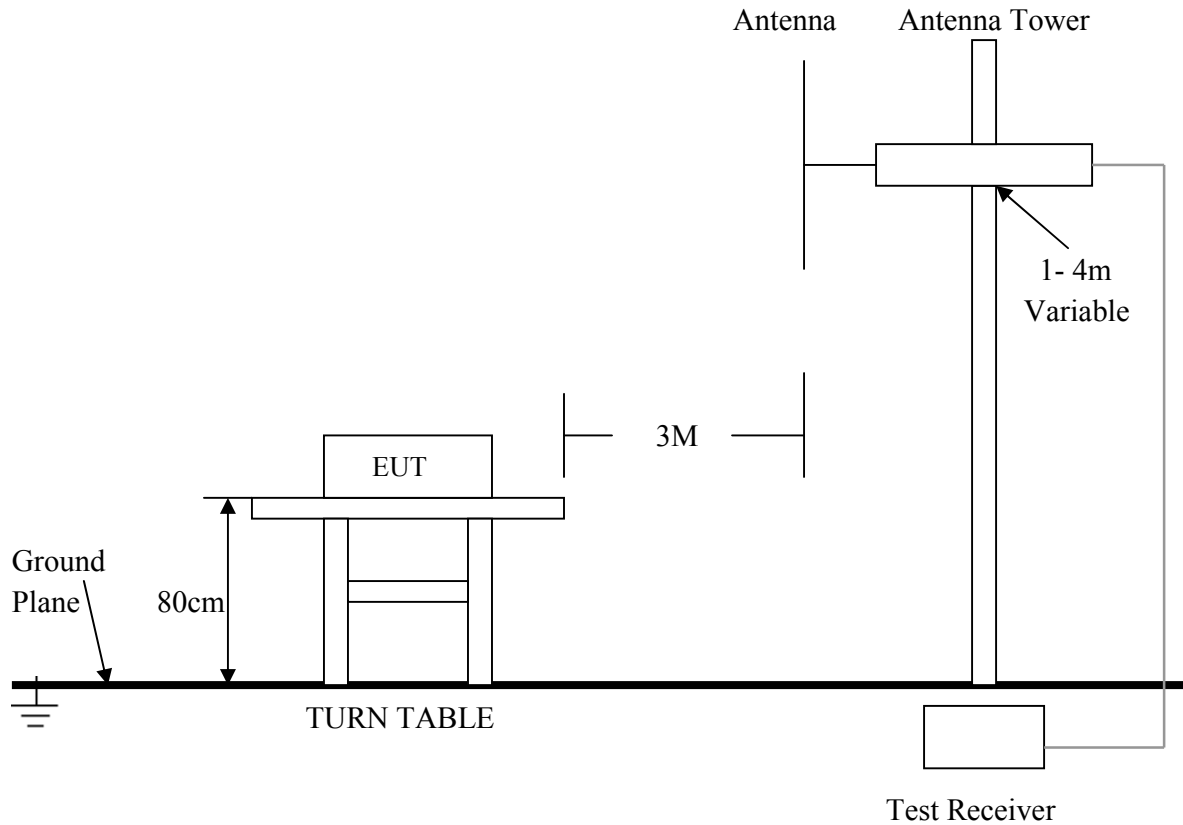 Antenna
Antenna Tower
1- 4m
Variable
3M
EUT
Ground
Plane
80cm
TURN TABLE
Test Receiver